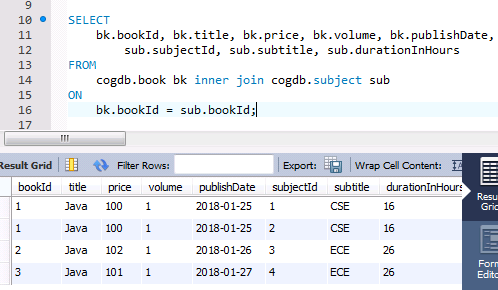 10 SELECT
11 bk.bookId, bk.title, bk.price, bk.volume, bk.publishDate,
12 sub.subjectId, sub.subtitle, sub.durationInHours
13 FROM
14 cogdb.book bk inner join cogdb.subject sub
15 ON
16 bk.bookId = sub.bookId;
17
Result Grid Filter Rows: Export: Wrap Cell Content:
bookId title price volume publishDate subjectId subtitle durationInHours
1 Java 100 1 2018-01-25 1 CSE 16
1 Java 100 1 2018-01-25 2 CSE 16
2 Java 102 1 2018-01-26 3 ECE 26
3 Java 101 1 2018-01-27 4 ECE 26
Resu
Grid
Form
Edito